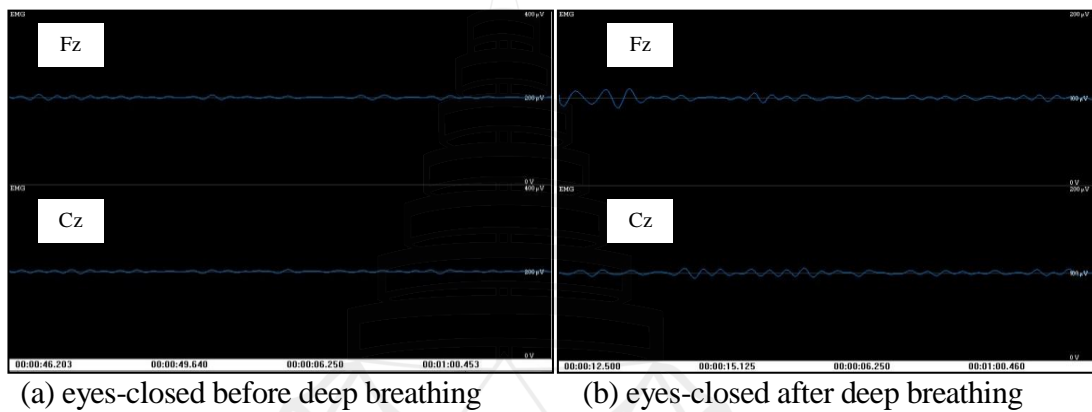 EMG
400 µV
Fz
200 µV
0 V
EMG
400 µV
Cz
200 µV
0 V
00:00:46.203 00:00:49.640 00:00:06.250 00:01:00.453
(a) eyes-closed before deep breathing
EMG
200 µV
Fz
100 µV
0 V
EMG
200 µV
Cz
100 µV
0 V
00:00:12.500 00:00:15.125 00:00:06.250 00:01:00.460
(b) eyes-closed after deep breathing